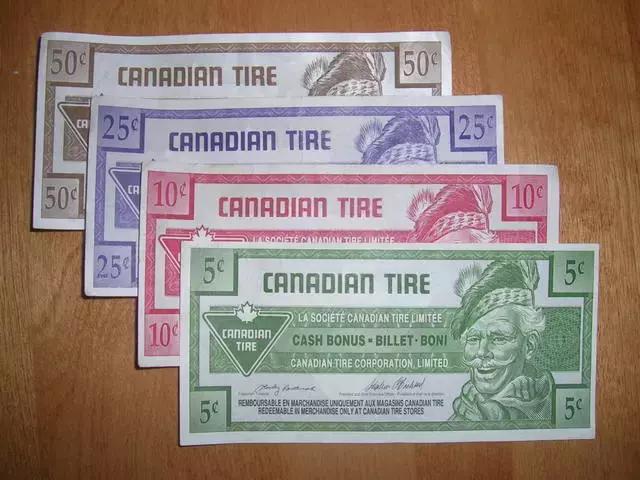 50¢ CANADIAN TIRE 50¢
50¢
25¢ CANADIAN TIRE 25¢
25¢
10¢ CANADIAN TIRE 10¢
LA SOCIÉTÉ CANADIAN TIRE LIMITÉE
10¢
5¢ CANADIAN TIRE 5¢
LA SOCIÉTÉ CANADIAN TIRE LIMITÉE
CANADIAN TIRE
CASH BONUS • BILLET • BONI
CANADIAN TIRE CORPORATION, LIMITED
5¢ 5¢
REMBOURSABLE EN MARCHANDISE UNIQUEMENT AUX MAGASINS CANADIAN TIRE
REDEEMABLE IN MERCHANDISE ONLY AT CANADIAN TIRE STORES